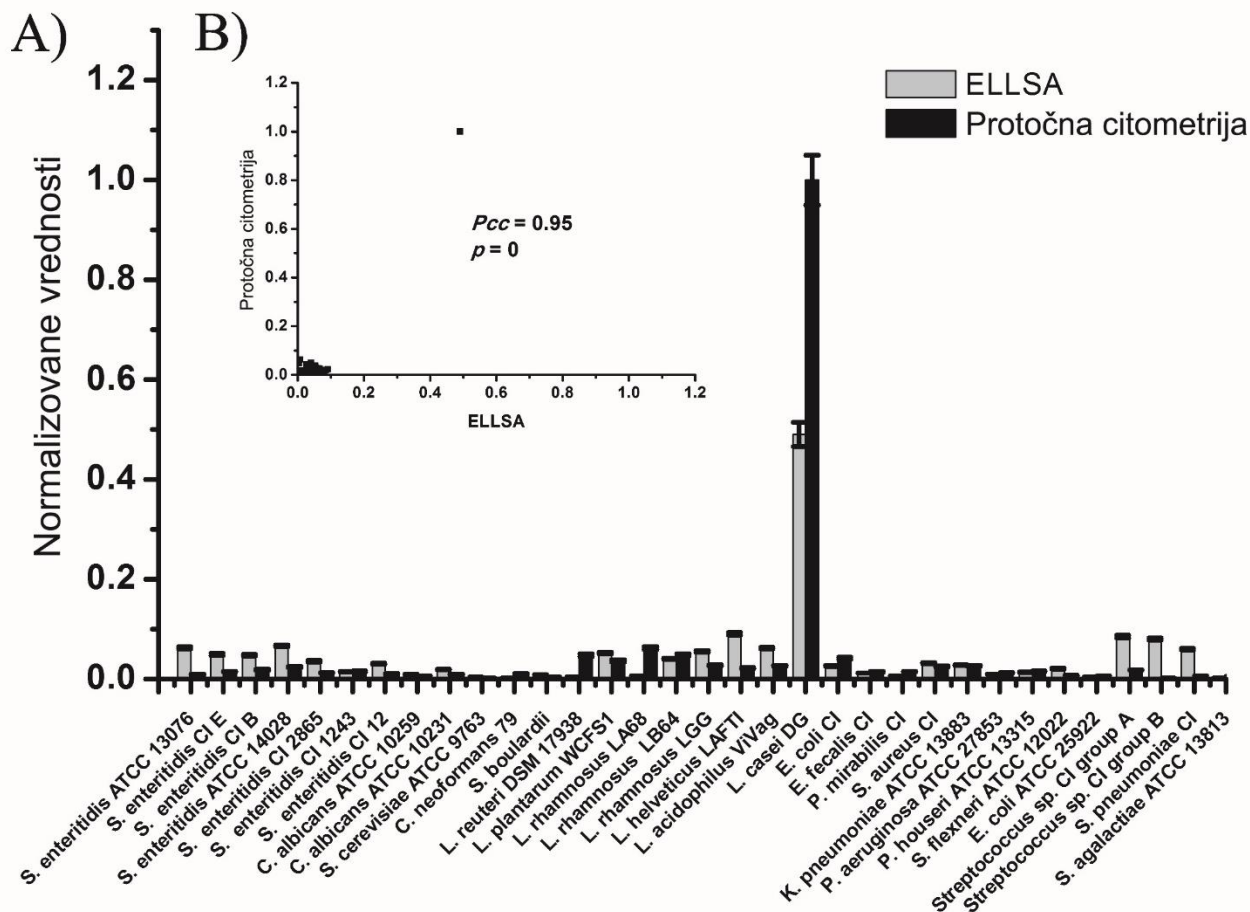 A)
B)
ELLSA
Protočna citometrija
Normalizovane vrednosti
1.2
1.0
0.8
0.6
0.4
0.2
0.0
Protočna citometrija
1.2
1.0
0.8
0.6
0.4
0.2
0.0
Pcc = 0.95
p = 0
0.0 0.2 0.4 0.6 0.8 1.0 1.2
ELLSA
S. enteritidis ATCC 13076
S. enteritidis CI E
S. enteritidis CI B
S. enteritidis ATCC 14028
S. enteritidis CI 2865
S. enteritidis CI 1243
S. enteritidis CI 12
C. albicans ATCC 10259
C. albicans ATCC 10231
S. cerevisiae ATCC 9763
C. neoformans 79
S. boulardii
L. reuteri DSM 17938
L. plantarum WCFS1
L. rhamnosus LA68
L. rhamnosus LB64
L. rhamnosus LGG
L. helveticus LAFTI
L. acidophilus ViVag
L. casei DG
E. coli CI
E. fecalis CI
P. mirabilis CI
S. aureus CI
K. pneumoniae ATCC 13883
P. aeruginosa ATCC 27853
P. houseri ATCC 13315
S. flexneri ATCC 12022
E. coli ATCC 25922
Streptococcus sp. CI group A
Streptococcus sp. CI group B
S. pneumoniae CI
S. agalactiae ATCC 13813